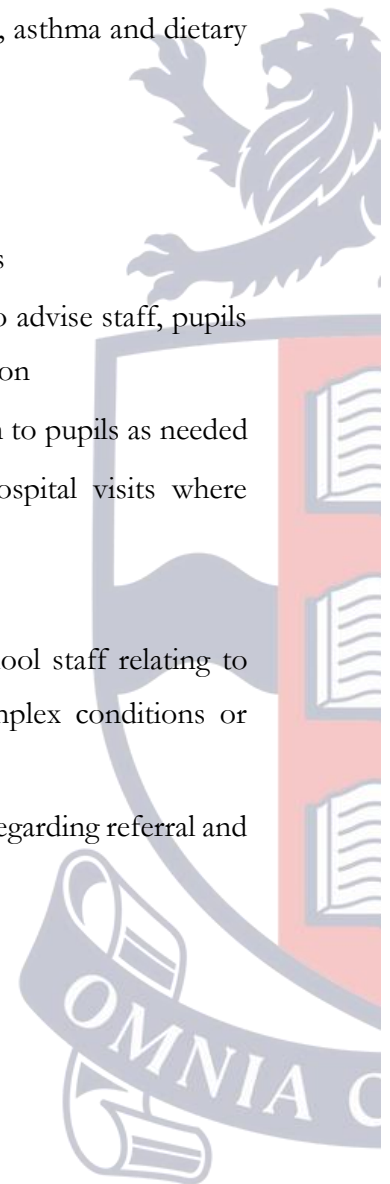 , asthma and dietary
s
o advise staff, pupils
on
n to pupils as needed
ospital visits where
ool staff relating to
mplex conditions or
egarding referral and
OMNIA C